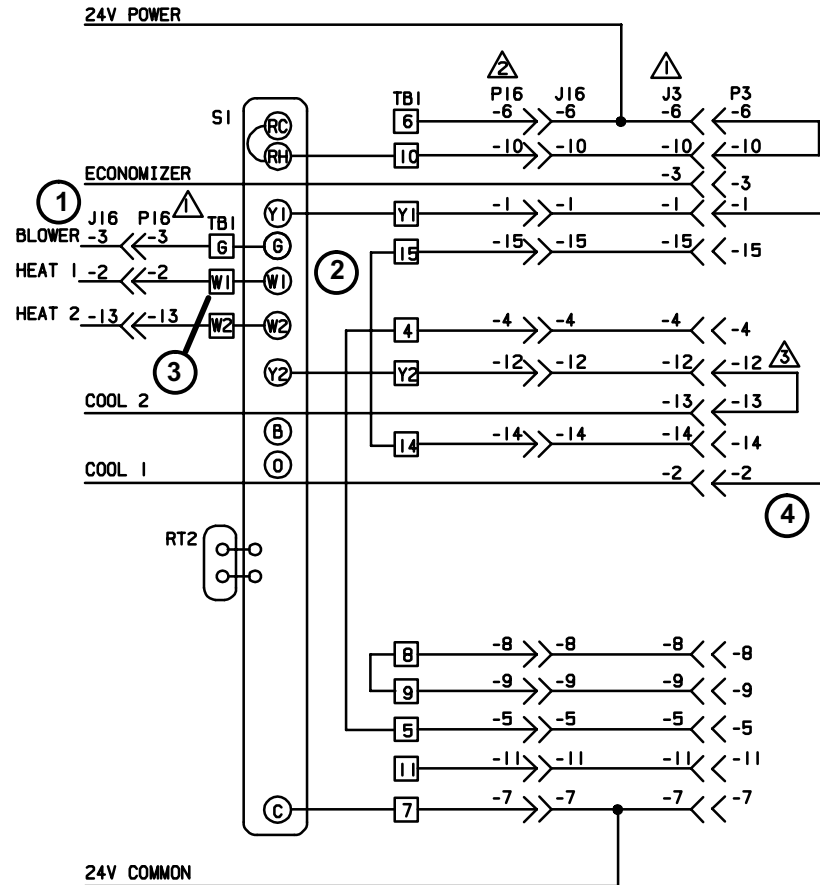 24V POWER
2 1
TB1 P16 J16 J3 P3
S1 RC 6 -6 -6 -6 -6
RH 10 -10 -10 -10 -10
ECONOMIZER -3 -3
1
J16 P16 1 TB1 Y1 Y1 -1 -1 -1 -1
BLOWER -3 -3 G G 15 -15 -15 -15 -15
2
HEAT 1 -2 -2 W1 W1
HEAT 2 -13 -13 W2 W2 4 -4 -4 -4 -4
3 Y2 Y2 -12 -12 -12 -12 3
COOL 2 -13 -13
B 14 -14 -14 -14 -14
COOL 1 O -2 -2
4
RT2
8 -8 -8 -8 -8
9 -9 -9 -9 -9
5 -5 -5 -5 -5
11 -11 -11 -11 -11
C 7 -7 -7 -7 -7
24V COMMON